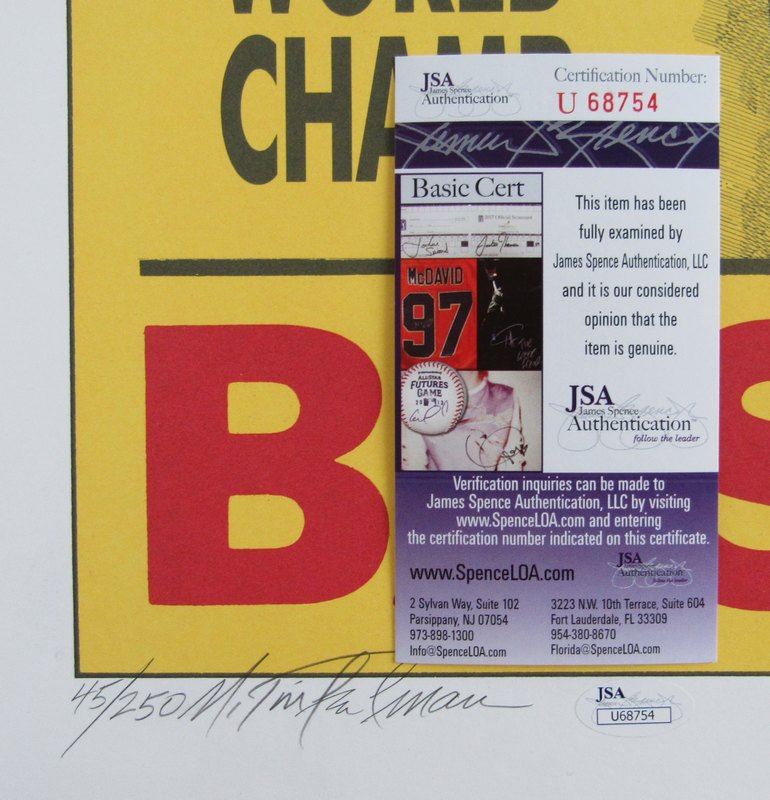 WORLD
CHAMP
B
S
JSA
James Spence
Authentication
Certification Number:
U 68754
Basic Cert
McDAVID
97
ALL-STAR
FUTURES
GAME
This item has been
fully examined by
James Spence Authentication, LLC
and it is our considered
opinion that the
item is genuine.
JSA
James Spence
Authentication
follow the leader
Verification inquiries can be made to
James Spence Authentication, LLC by visiting
www.SpenceLOA.com and entering
the certification number indicated on this certificate.
JSA
Authentication
follow the leader
www.SpenceLOA.com
2 Sylvan Way, Suite 102
Parsippany, NJ 07054
973-898-1300
Info@SpenceLOA.com
3223 N.W. 10th Terrace, Suite 604
Fort Lauderdale, FL 33309
954-380-8670
Florida@SpenceLOA.com
45/250
JSA
U68754